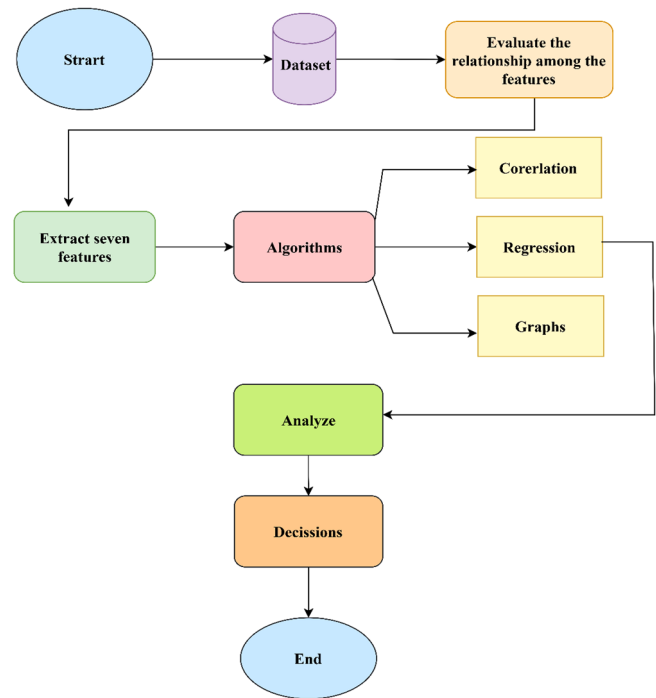 Strart
Dataset
Evaluate the
relationship among the
features
Extract seven
features
Algorithms
Corerlation
Regression
Graphs
Analyze
Decissions
End